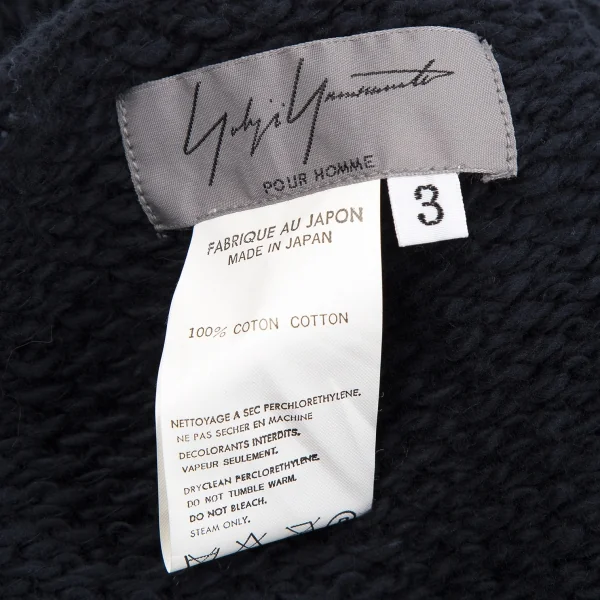 Yohji Yamamoto
POUR HOMME
3
FABRIQUE AU JAPON
MADE IN JAPAN
100% COTON COTTON
NETTOYAGE A SEC PERCHLORETHYLENE.
NE PAS SECHER EN MACHINE
DECOLORANTS INTERDITS.
VAPEUR SEULEMENT.
DRYCLEAN PERCLORETHYLENE.
DO NOT TUMBLE WARM.
DO NOT BLEACH.
STEAM ONLY.